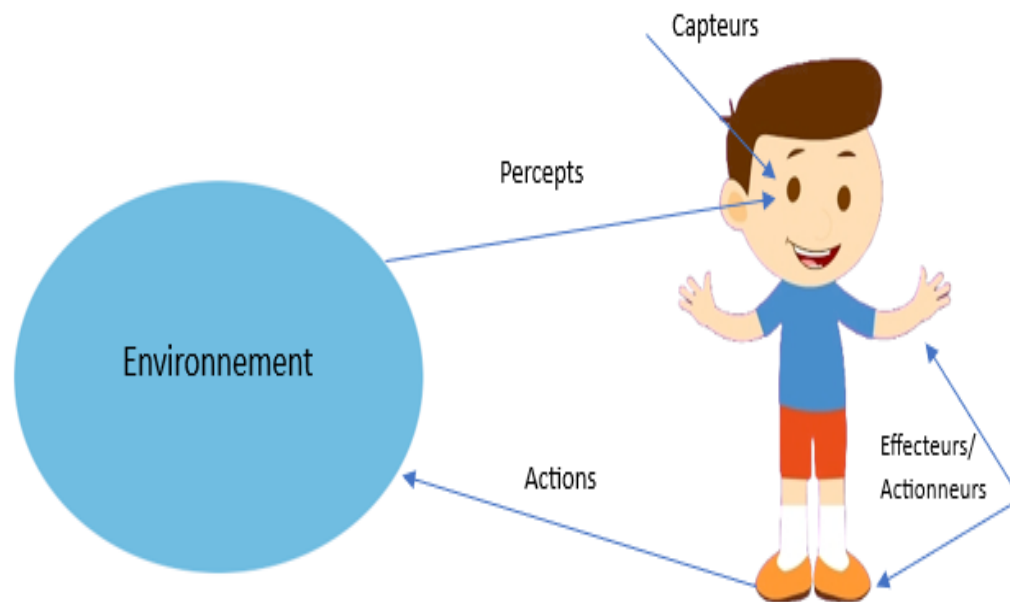 Capteurs
Percepts
Environnement
Effecteurs/
Actionneurs
Actions